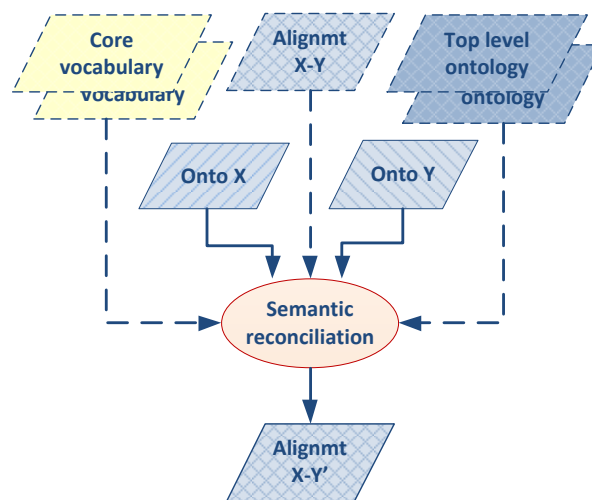 Core
vocabulary
vocabulary
Alignmt
X-Y
Top level
ontology
ontology
Onto X
Onto Y
Semantic
reconciliation
Alignmt
X-Y’